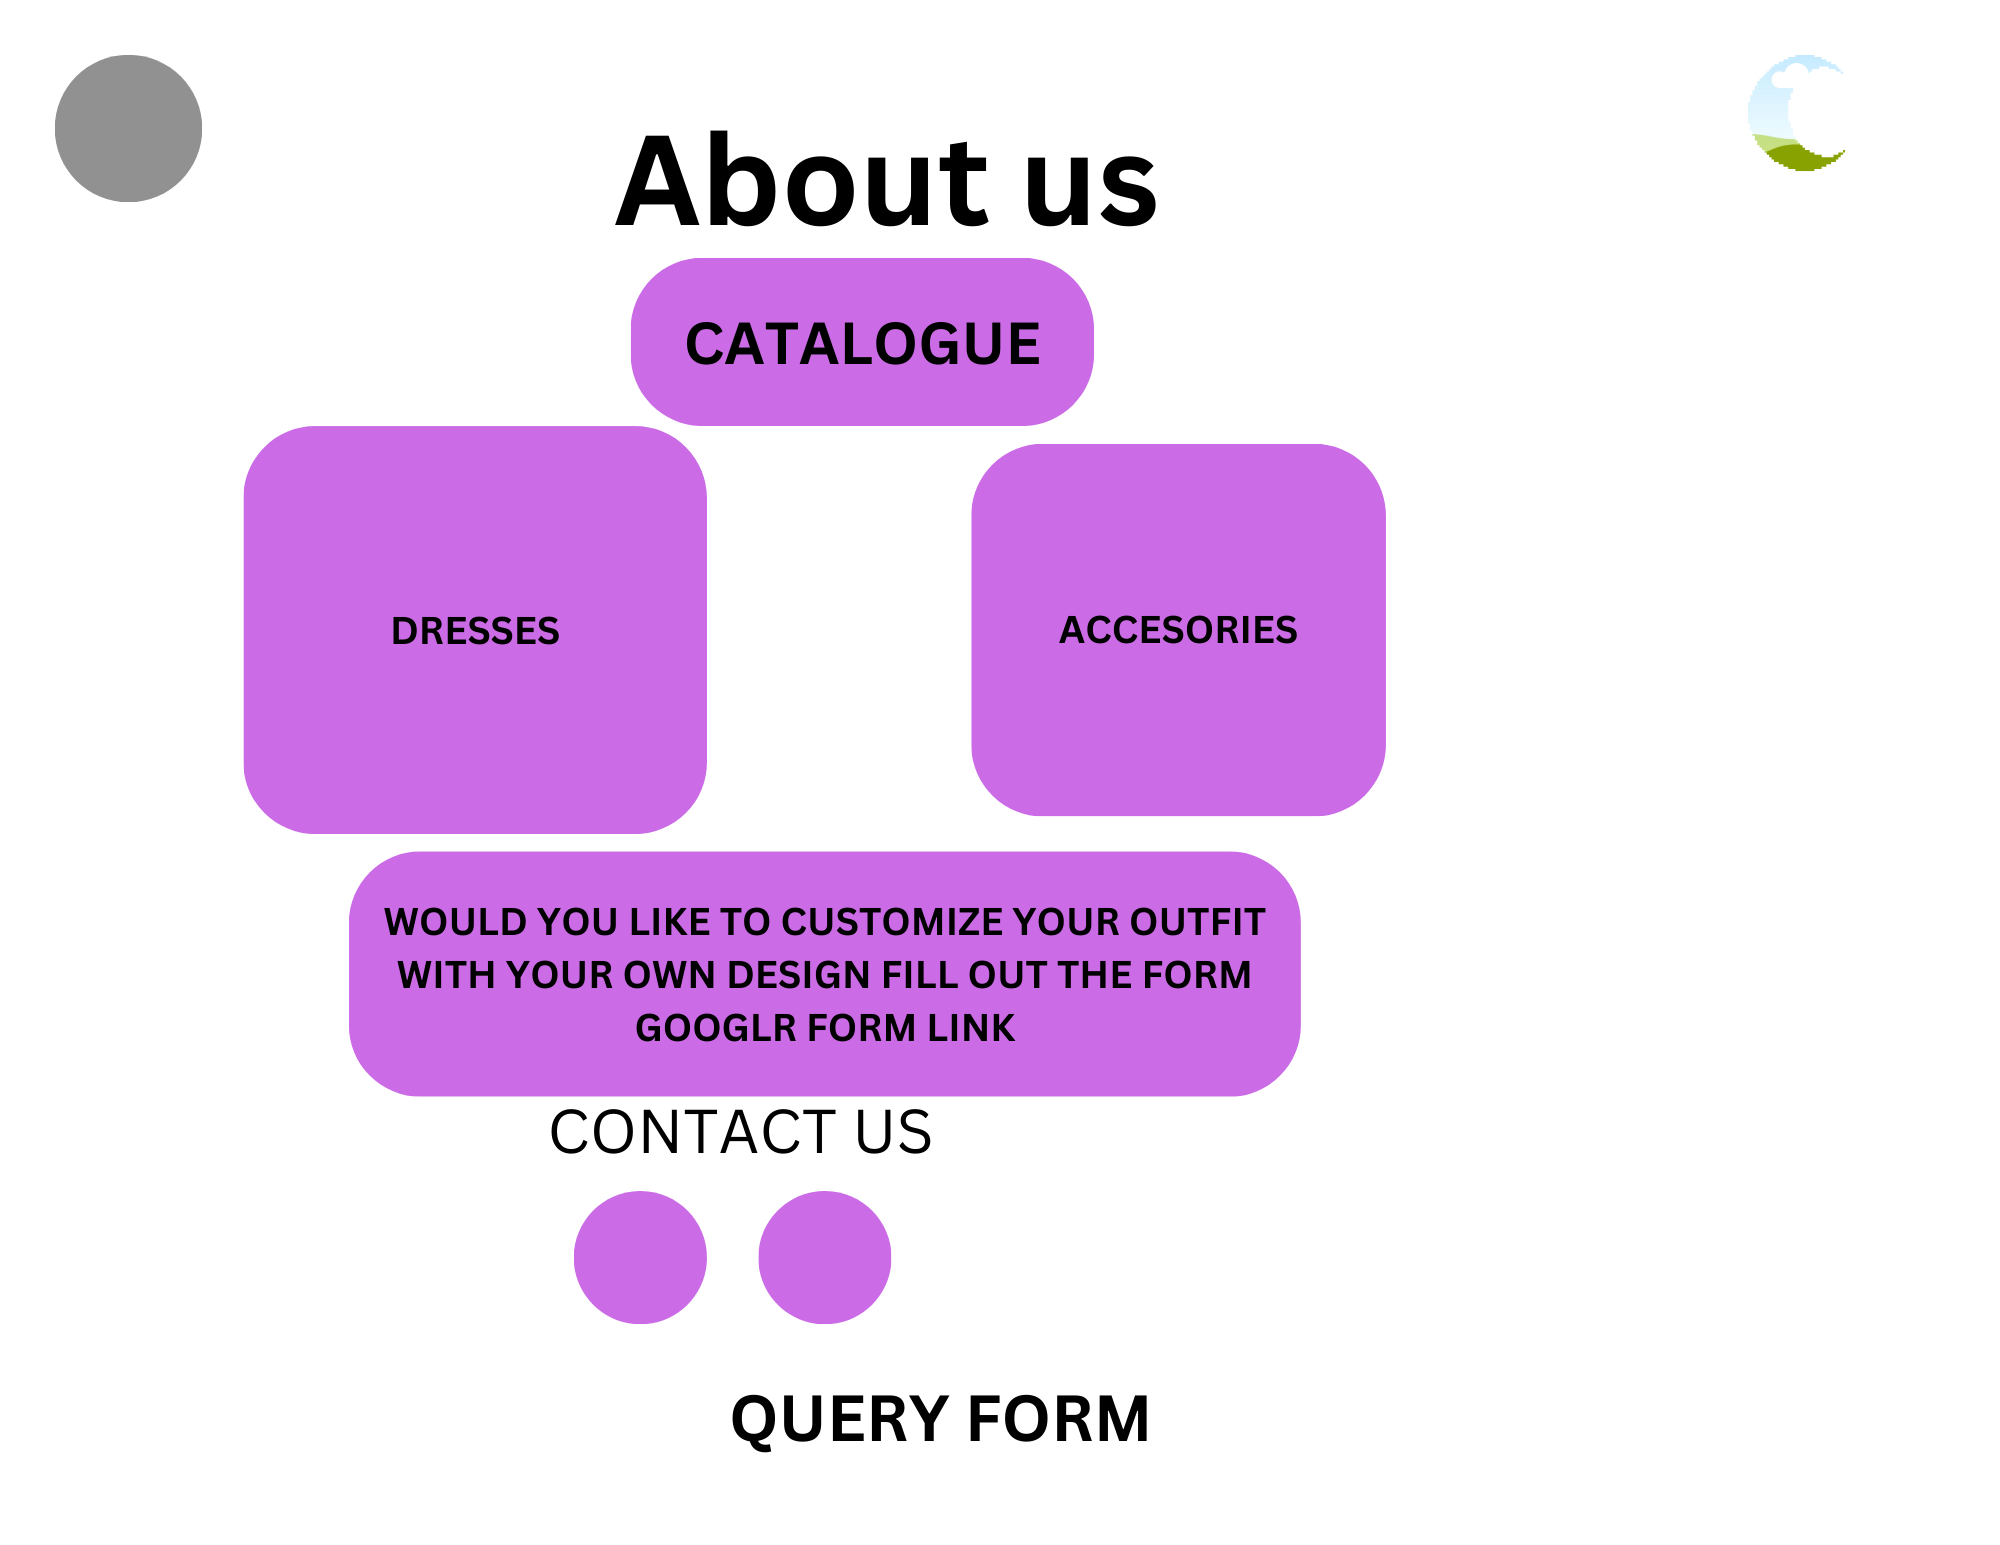 About us
CATALOGUE
DRESSES
ACCESORIES
WOULD YOU LIKE TO CUSTOMIZE YOUR OUTFIT
WITH YOUR OWN DESIGN FILL OUT THE FORM
GOOGLR FORM LINK
CONTACT US
QUERY FORM